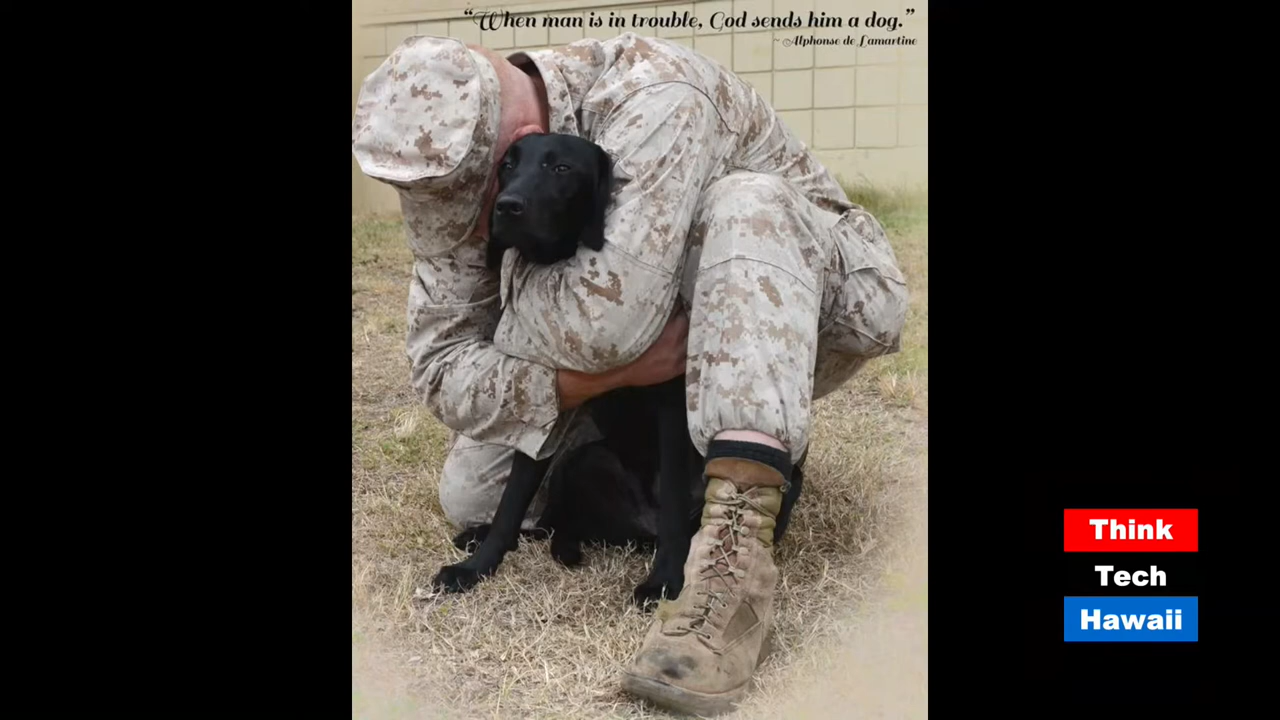 “When man is in trouble, God sends him a dog.”
~ Alphonse de Lamartine
Think
Tech
Hawaii